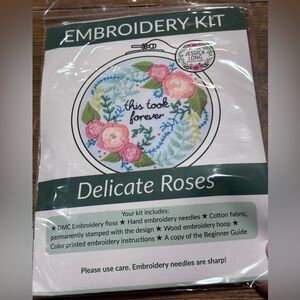 EMBROIDERY KIT
JESSICA
LONG
this took
forever
Delicate Roses
Your kit includes:
★ DMC Embroidery floss ★ Hand embroidery needles ★ Cotton fabric,
permanently stamped with the design ★ Wood embroidery hoop ★
Color printed embroidery instructions ★ A copy of the Beginner Guide
Please use care. Embroidery needles are sharp!